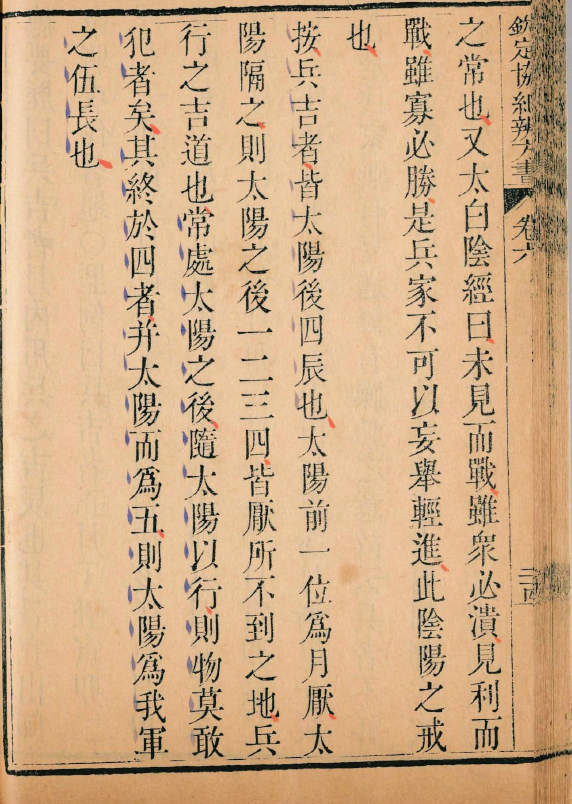 欽定協紀辨方書 卷六
之常也又太白陰經曰未見而戰雖衆必潰見利而
戰雖寡必勝是兵家不可以妄舉輕進此陰陽之戒
也
按兵吉者皆太陽後四辰也太陽前一位爲月厭太
陽隔之則太陽之後一二三四皆厭所不到之地兵
行之吉道也常處太陽之後隨太陽以行則物莫敢
犯者矣其終於四者并太陽而爲五則太陽爲我軍
之伍長也